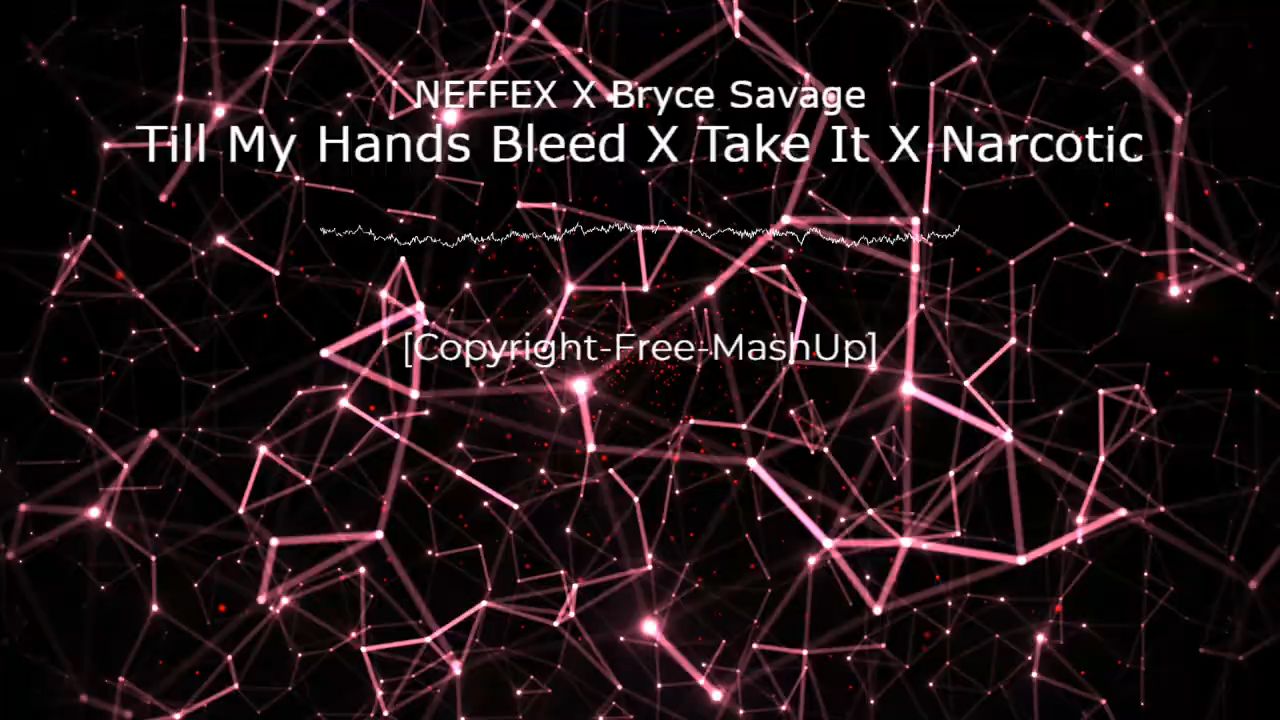 NEFFEX X Bryce Savage
Till My Hands Bleed X Take It X Narcotic
[Copyright-Free-MashUp]